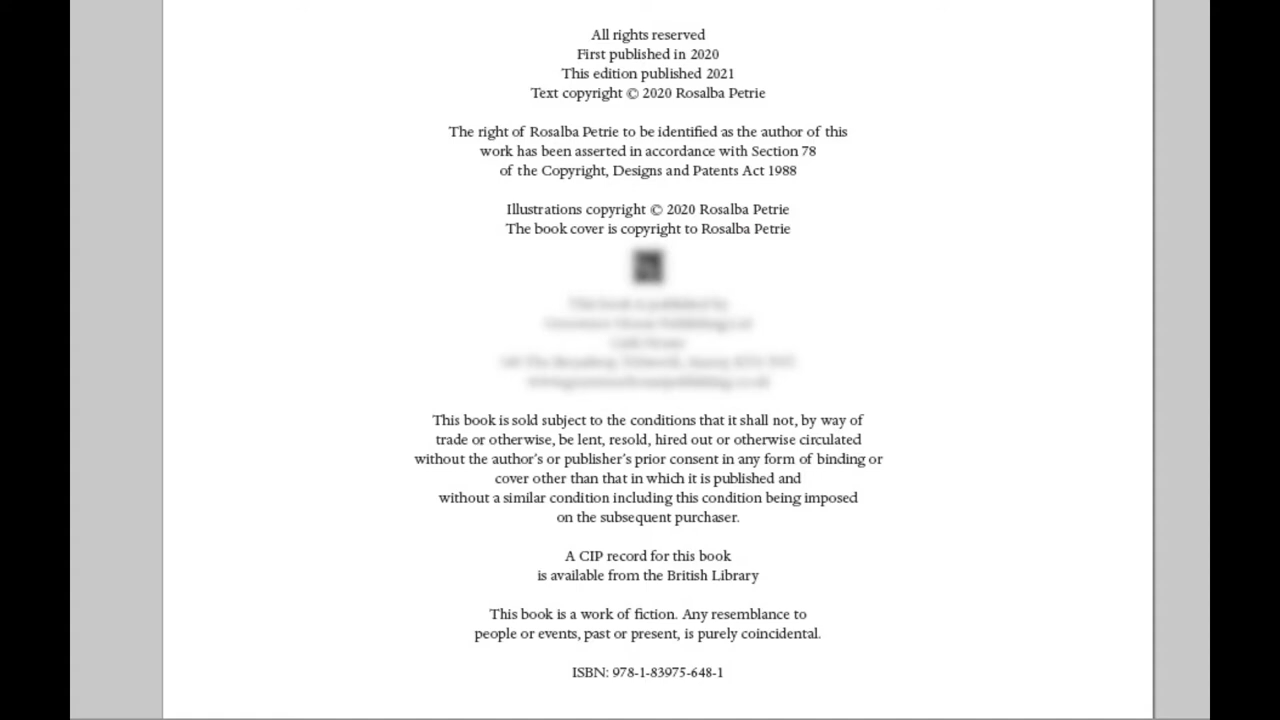 All rights reserved
First published in 2020
This edition published 2021
Text copyright © 2020 Rosalba Petrie
The right of Rosalba Petrie to be identified as the author of this
work has been asserted in accordance with Section 78
of the Copyright, Designs and Patents Act 1988
Illustrations copyright © 2020 Rosalba Petrie
The book cover is copyright to Rosalba Petrie
This book is published by
This book is sold subject to the conditions that it shall not, by way of
trade or otherwise, be lent, resold, hired out or otherwise circulated
without the author's or publisher's prior consent in any form of binding or
cover other than that in which it is published and
without a similar condition including this condition being imposed
on the subsequent purchaser.
A CIP record for this book
is available from the British Library
This book is a work of fiction. Any resemblance to
people or events, past or present, is purely coincidental.
ISBN: 978-1-83975-648-1